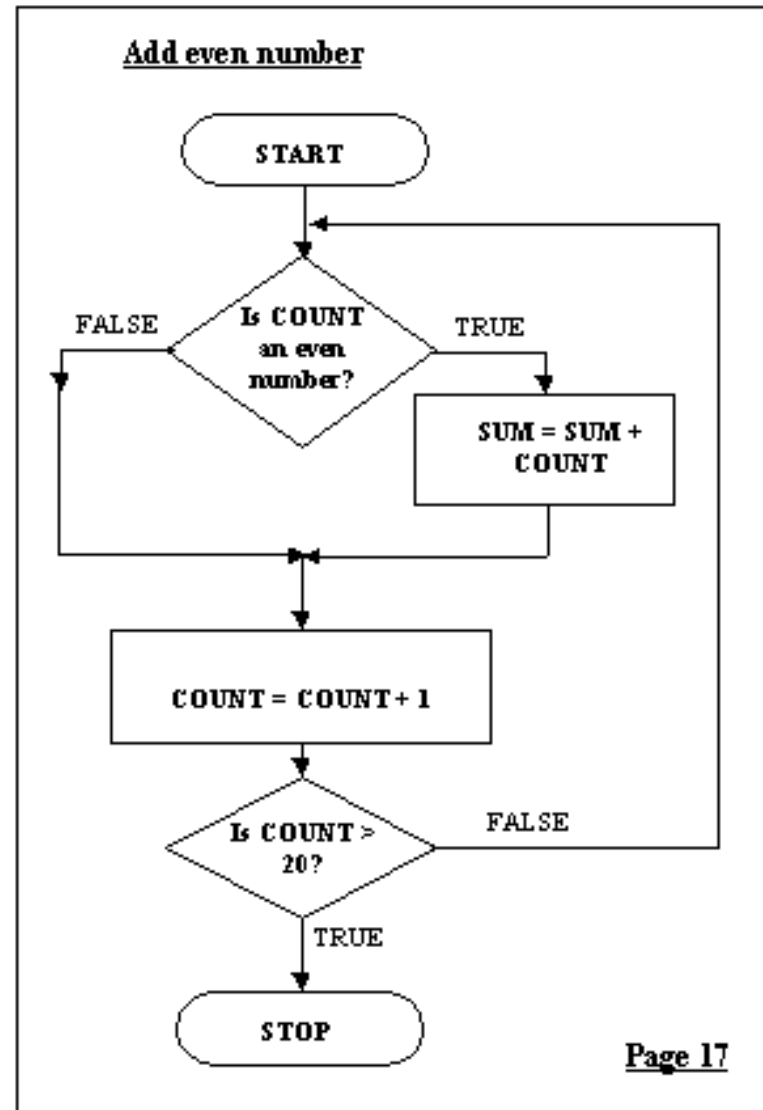 Add even number
START
FALSE
Is COUNT
an even
number?
TRUE
SUM = SUM +
COUNT
COUNT = COUNT + 1
Is COUNT >
20?
FALSE
TRUE
STOP
Page 17